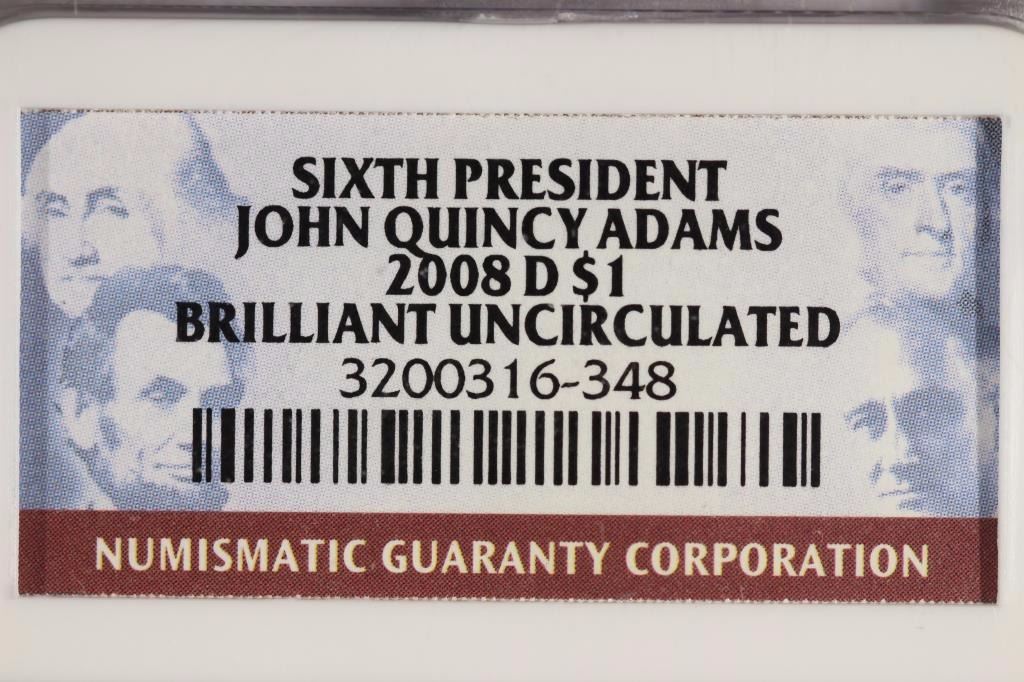 SIXTH PRESIDENT
JOHN QUINCY ADAMS
2008 D $1
BRILLIANT UNCIRCULATED
3200316-348
NUMISMATIC GUARANTY CORPORATION